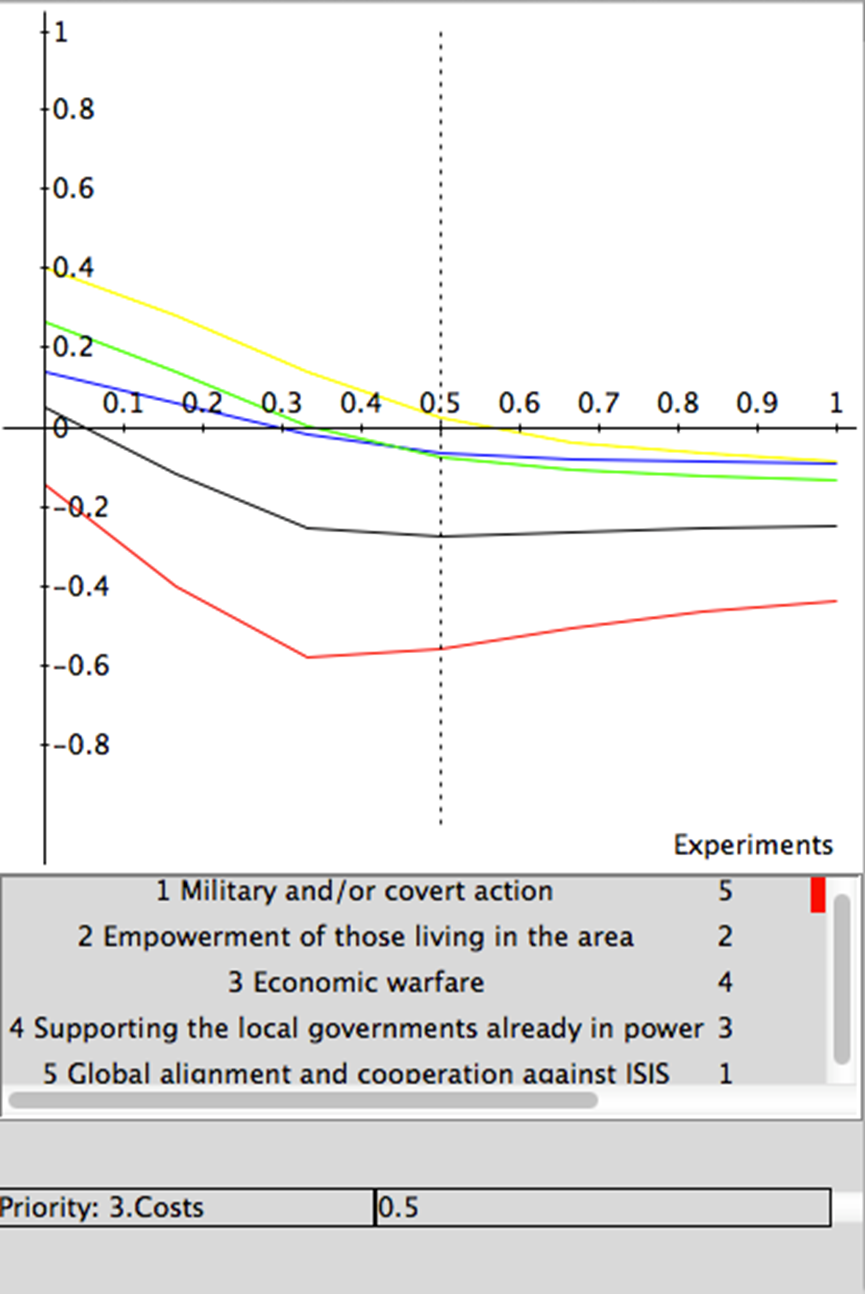 1
0.8
0.6
0.4
0.2
0.1 0.2 0.3 0.4 0.5 0.6 0.7 0.8 0.9 1
0
-0.2
-0.4
-0.6
-0.8
Experiments
1 Military and/or covert action 5
2 Empowerment of those living in the area 2
3 Economic warfare 4
4 Supporting the local governments already in power 3
5 Global alignment and cooperation against ISIS 1
Priority: 3.Costs 0.5